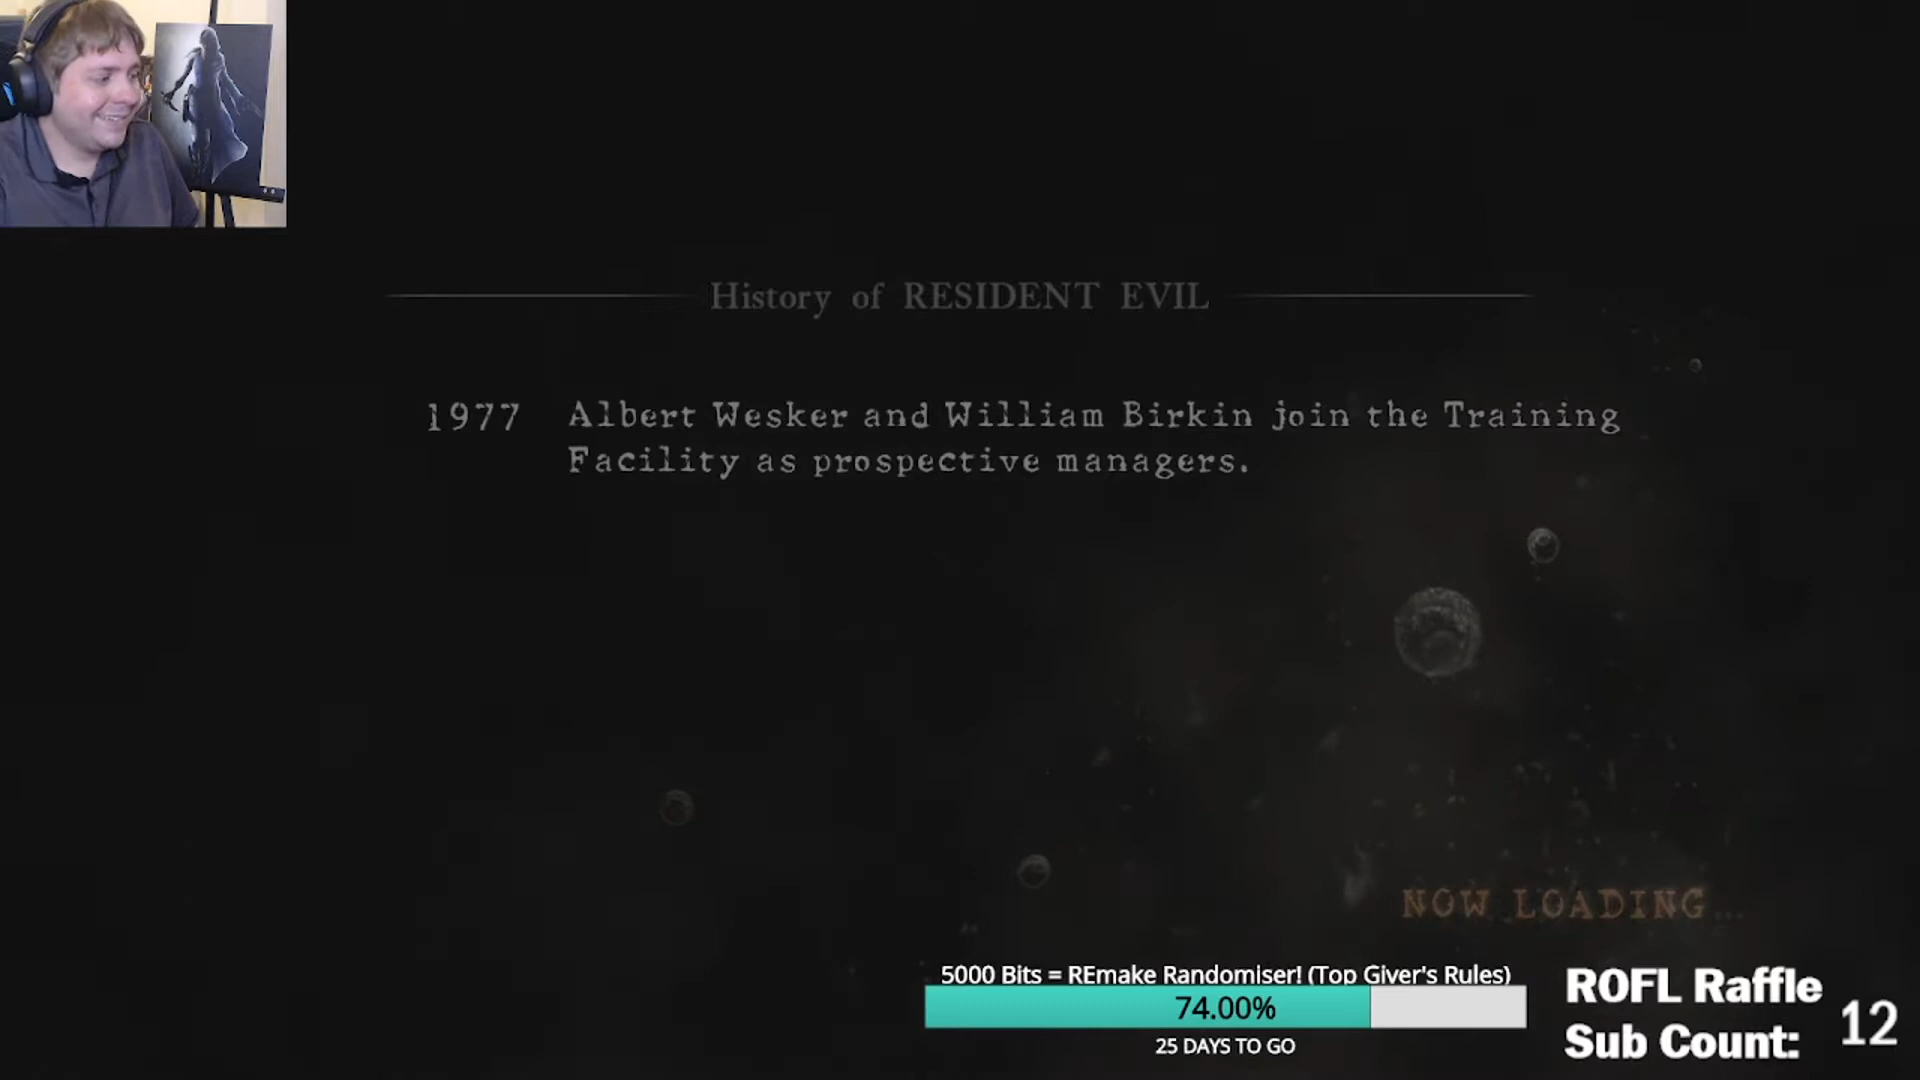 History of RESIDENT EVIL
1977 Albert Wesker and William Birkin join the Training
Facility as prospective managers.
NOW LOADING...
5000 Bits = REmake Randomiser! (Top Giver's Rules)
74.00%
25 DAYS TO GO
ROFL Raffle
Sub Count: 12